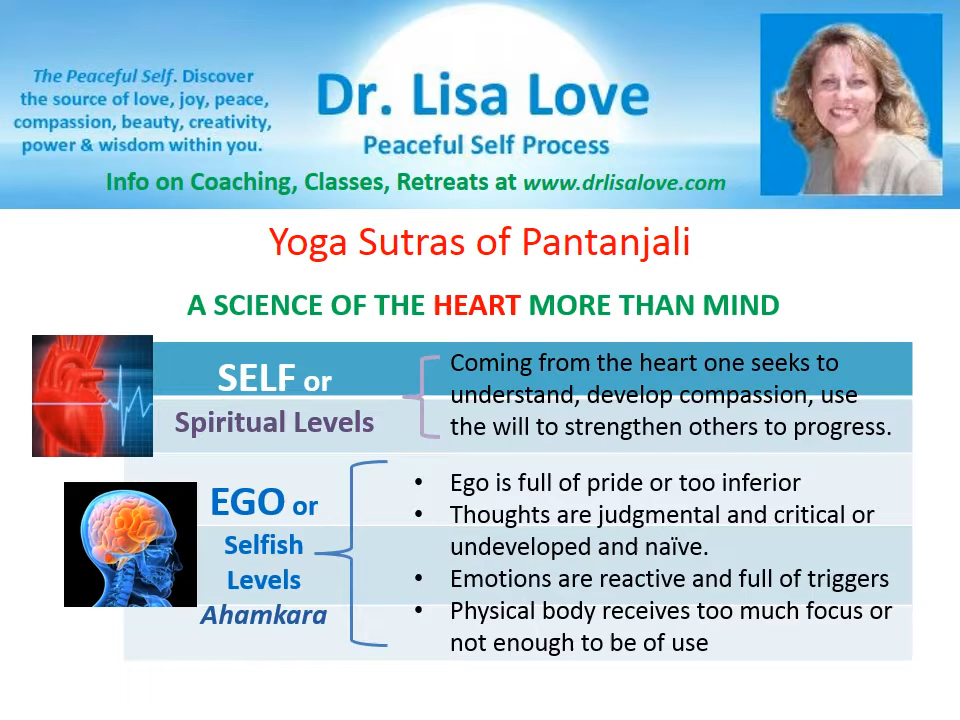 The Peaceful Self. Discover
the source of love, joy, peace,
compassion, beauty, creativity,
power & wisdom within you.
Dr. Lisa Love
Peaceful Self Process
Info on Coaching, Classes, Retreats at www.drlisalove.com
Yoga Sutras of Pantanjali
A SCIENCE OF THE HEART MORE THAN MIND
SELF or
Spiritual Levels
Coming from the heart one seeks to
understand, develop compassion, use
the will to strengthen others to progress.
EGO or
Selfish
Levels
Ahamkara
• Ego is full of pride or too inferior
• Thoughts are judgmental and critical or
undeveloped and naïve.
• Emotions are reactive and full of triggers
• Physical body receives too much focus or
not enough to be of use